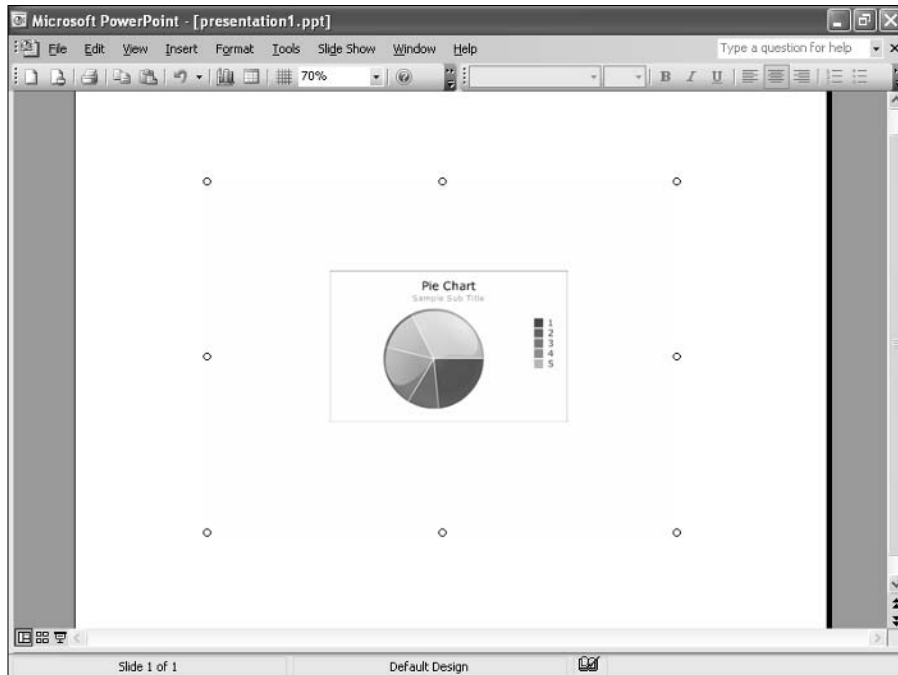 Microsoft PowerPoint - [presentation1.ppt]
File Edit View Insert Format Tools Slide Show Window Help Type a question for help
70% B I U
Pie Chart
Sample Sub Title
1
2
3
4
5
Slide 1 of 1 Default Design